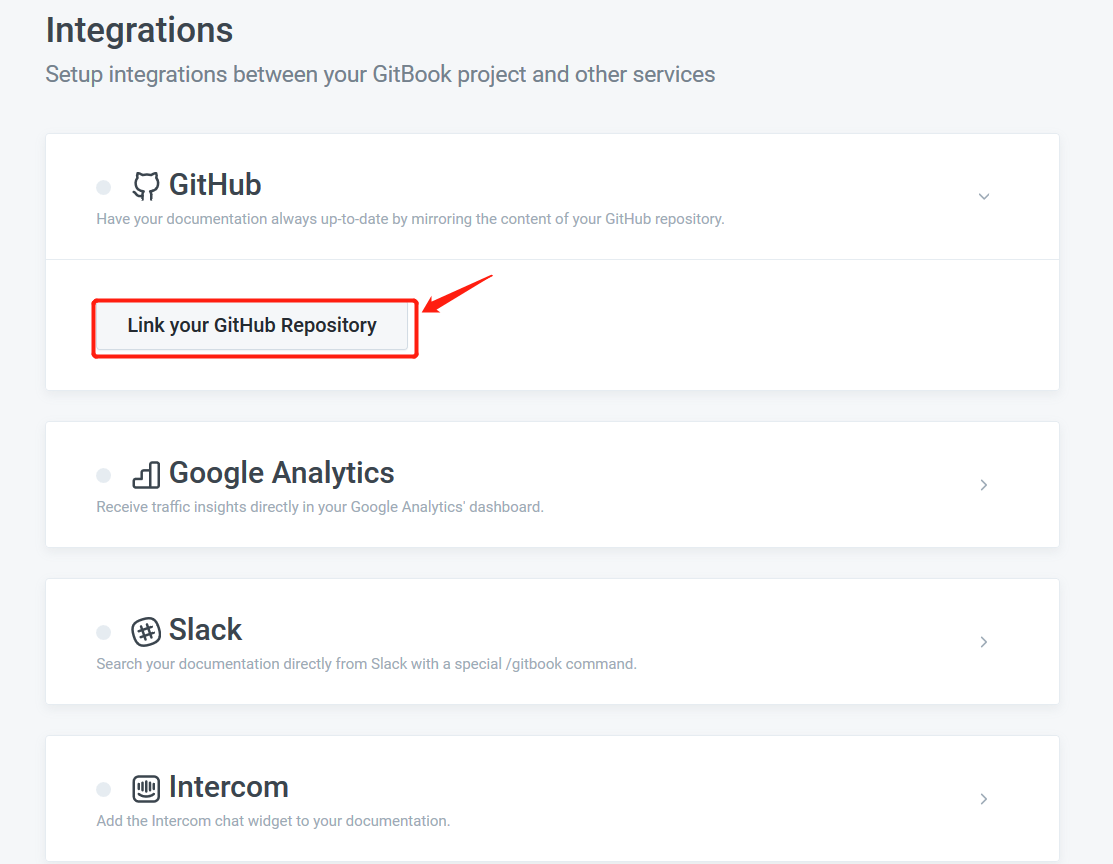 Integrations
Setup integrations between your GitBook project and other services
GitHub
Have your documentation always up-to-date by mirroring the content of your GitHub repository.
Link your GitHub Repository
Google Analytics
Receive traffic insights directly in your Google Analytics' dashboard.
Slack
Search your documentation directly from Slack with a special /gitbook command.
Intercom
Add the Intercom chat widget to your documentation.